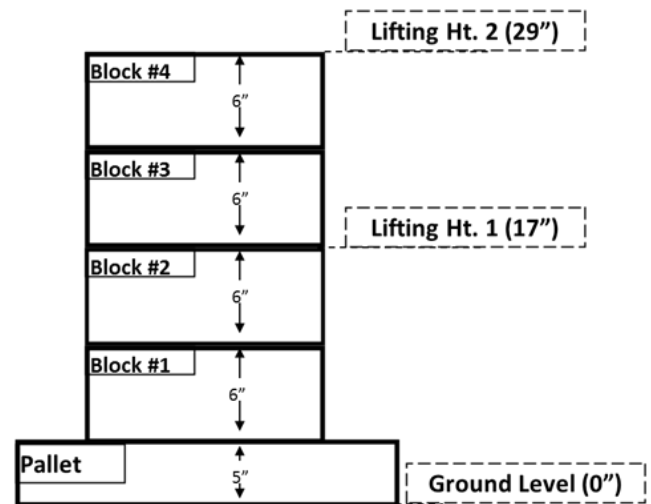 Lifting Ht. 2 (29”)
Block #4
6”
Block #3
6”
Lifting Ht. 1 (17”)
Block #2
6”
Block #1
6”
Pallet
5”
Ground Level (0”)